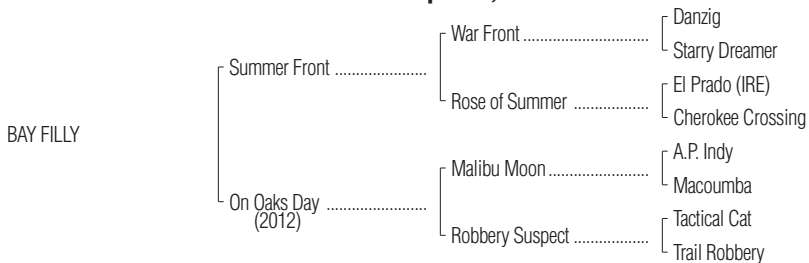 BAY FILLY
Summer Front ......................
War Front ..............................
Danzig
Starry Dreamer
Rose of Summer ..................
El Prado (IRE)
Cherokee Crossing
On Oaks Day ........................
(2012)
Malibu Moon ........................
A.P. Indy
Macoumba
Robbery Suspect ..................
Tactical Cat
Trail Robbery